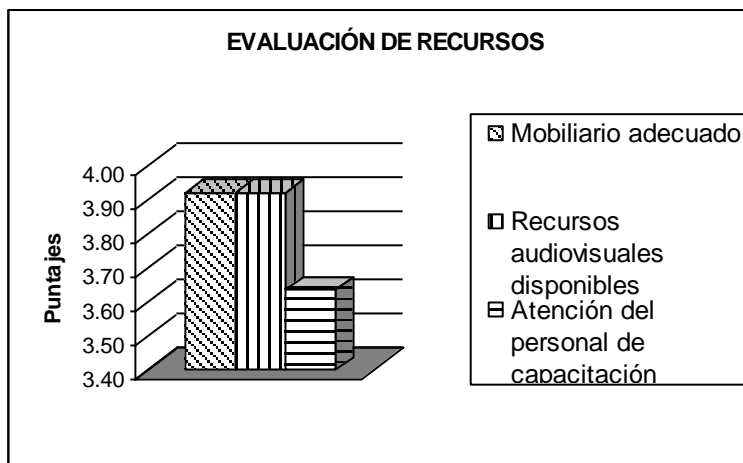 EVALUACIÓN DE RECURSOS
Puntajes
4.00
3.90
3.80
3.70
3.60
3.50
3.40
Mobiliario adecuado
Recursos
audiovisuales
disponibles
Atención del
personal de
capacitación